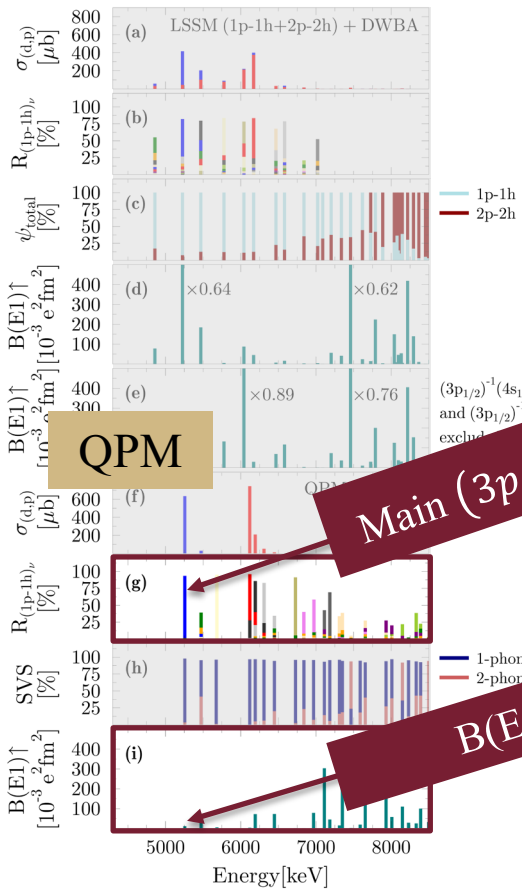 LSSM (1p-1h+2p-2h) + DWBA
(a)
σ(d,p)
[μb]
800
600
400
200
(b)
R(1p-1h)ν
[%]
100
75
50
25
(c)
ψtotal
[%]
100
75
50
25
1p-1h
2p-2h
(d)
×0.64
×0.62
B(E1)↑
[10⁻³ e²fm²]
400
300
200
100
(e)
×0.89
×0.76
B(E1)↑
[10⁻³ e²fm²]
400
(3p1/2)⁻¹(4s1
and (3p1/2)⁻
QPM
(f)
QP
σ(d,p)
[μb]
600
400
200
Main (3p
(g)
R(1p-1h)ν
[%]
100
75
50
25
(h)
SVS
[%]
100
75
50
25
1-phon
2-phon
B(E
(i)
B(E1)↑
[10⁻³ e²fm²]
400
300
200
100
5000
6000
7000
8000
Energy[keV]